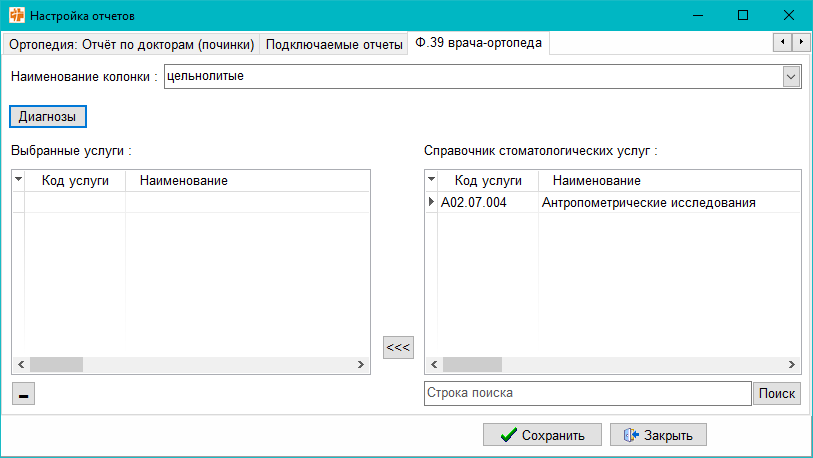 Настройка отчетов
Ортопедия: Отчёт по докторам (починки) Подключаемые отчеты Ф.39 врача-ортопеда
Наименование колонки : цельнолитые
Диагнозы
Выбранные услуги : Справочник стоматологических услуг :
Код услуги Наименование Код услуги Наименование
A02.07.004 Антропометрические исследования
<<<
Строка поиска Поиск
Сохранить Закрыть